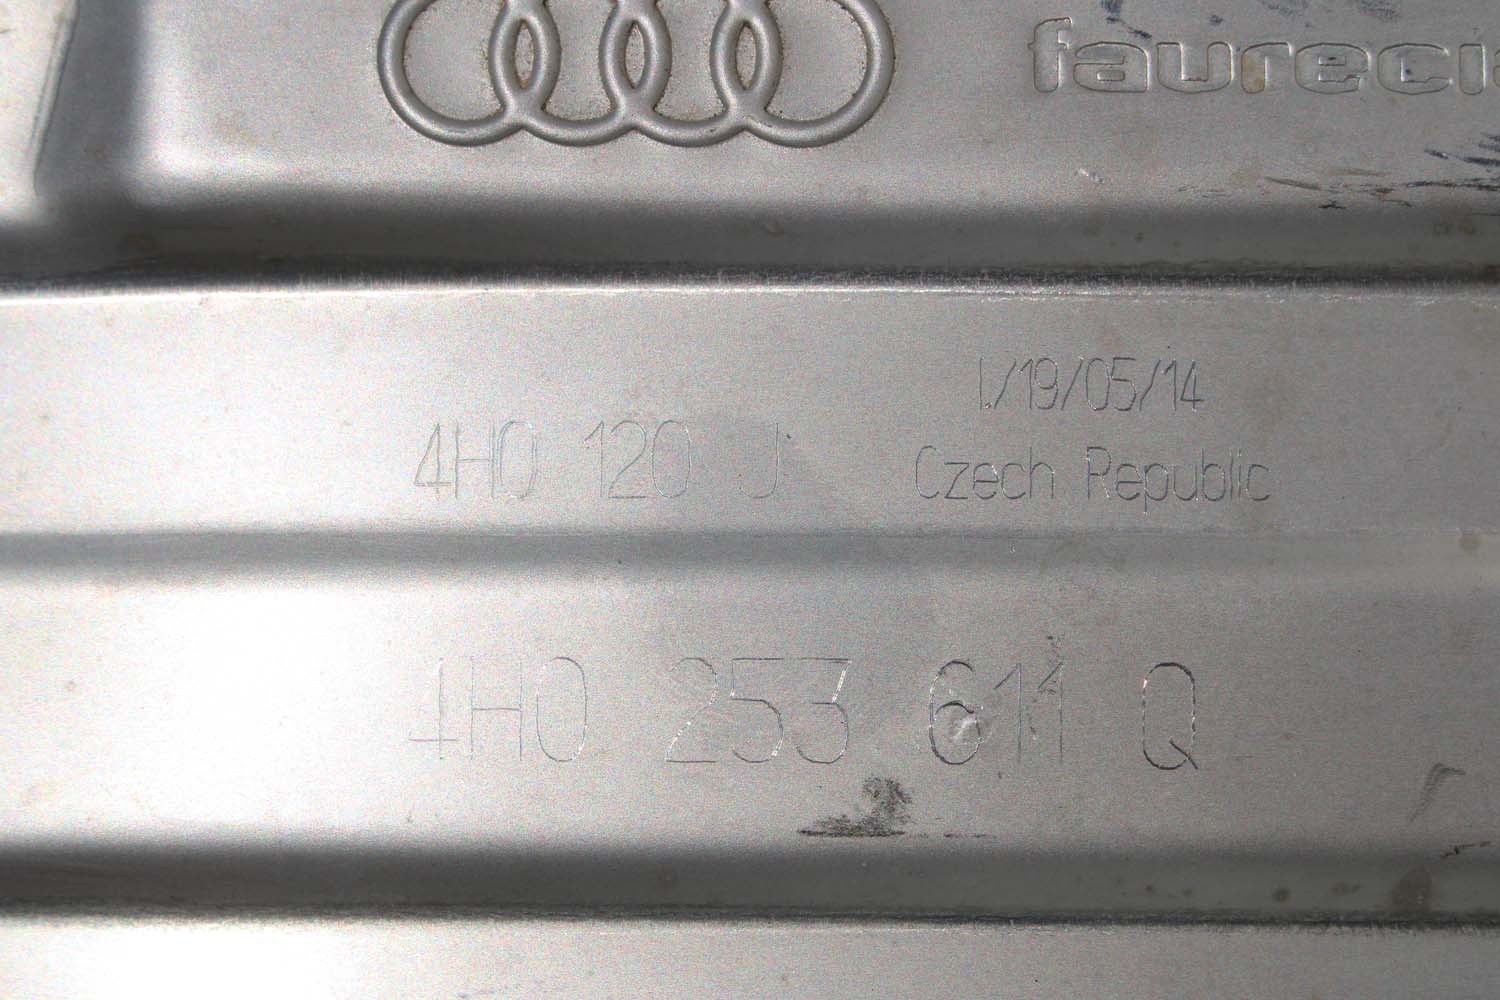 faurecia
1./19/05/14
4H0 120 J
Czech Republic
4H0 253 611 Q